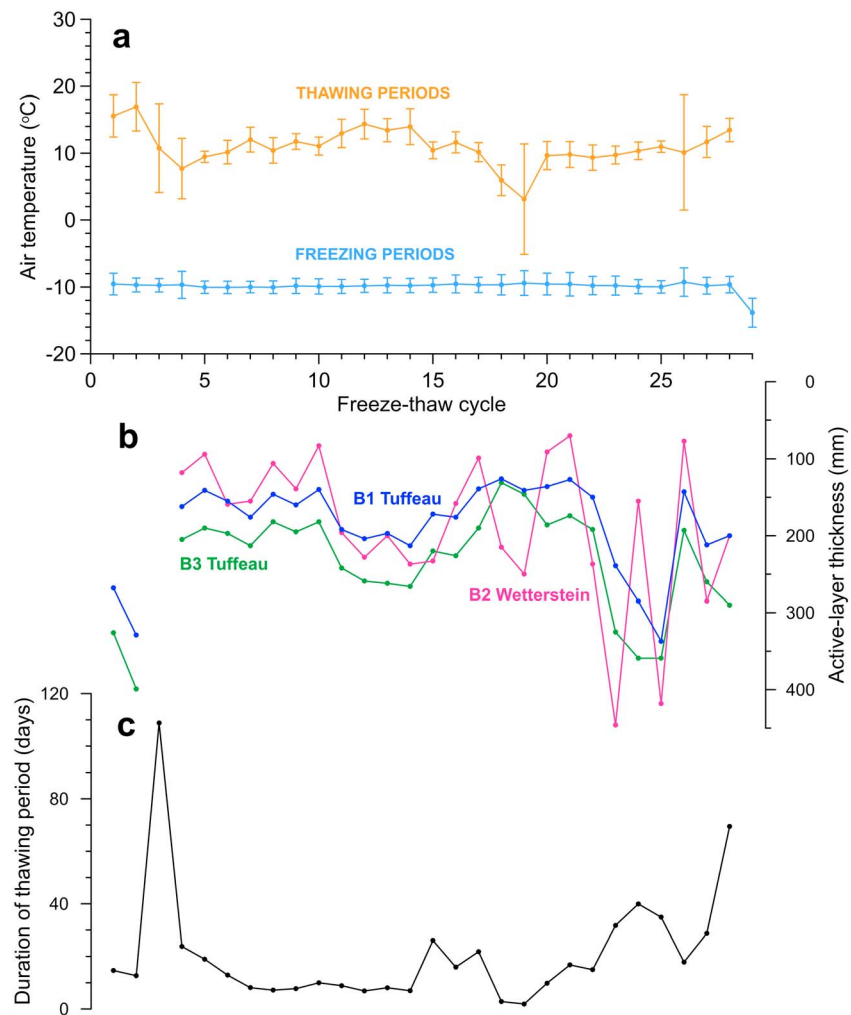 30
a
20
THAWING PERIODS
10
Air temperature (°C)
0
FREEZING PERIODS
-10
-20
0 5 10 15 20 25
Freeze-thaw cycle
0
b
100
B1 Tuffeau
200
B3 Tuffeau
B2 Wetterstein
Active-layer thickness (mm)
300
400
120
c
Duration of thawing period (days)
80
40
0